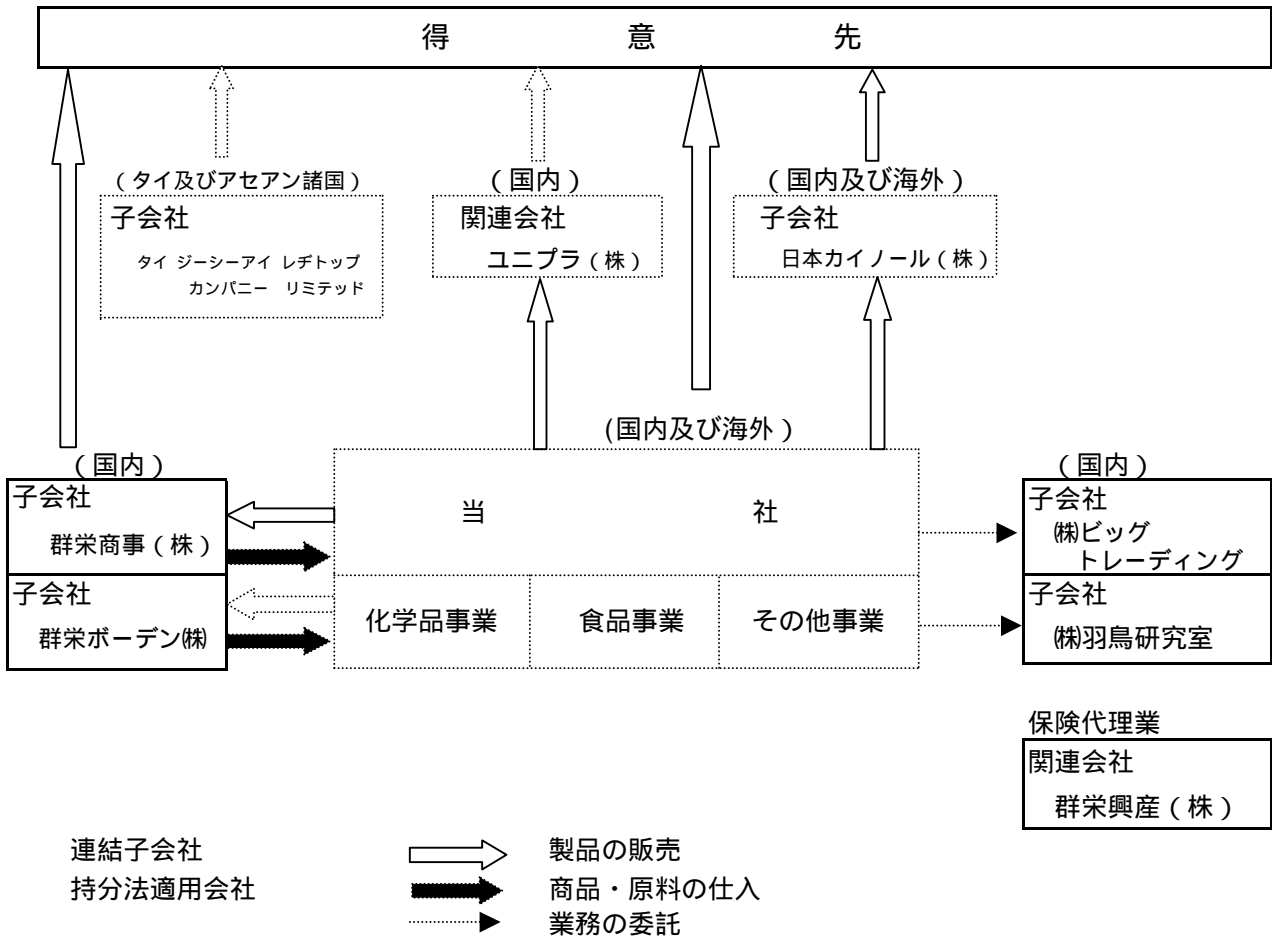 得 意 先
（タイ及びアセアン諸国）
子会社
タイ ジーシーアイ レヂトップ
カンパニー リミテッド
（国内）
関連会社
ユニプラ（株）
（国内及び海外）
子会社
日本カイノール（株）
(国内及び海外）
当 社
化学品事業
食品事業
その他事業
（国内）
子会社
群栄商事（株）
子会社
群栄ボーデン㈱
（国内）
子会社
㈱ビッグ
トレーディング
子会社
㈱羽鳥研究室
保険代理業
関連会社
群栄興産（株）
連結子会社
持分法適用会社
製品の販売
商品・原料の仕入
業務の委託